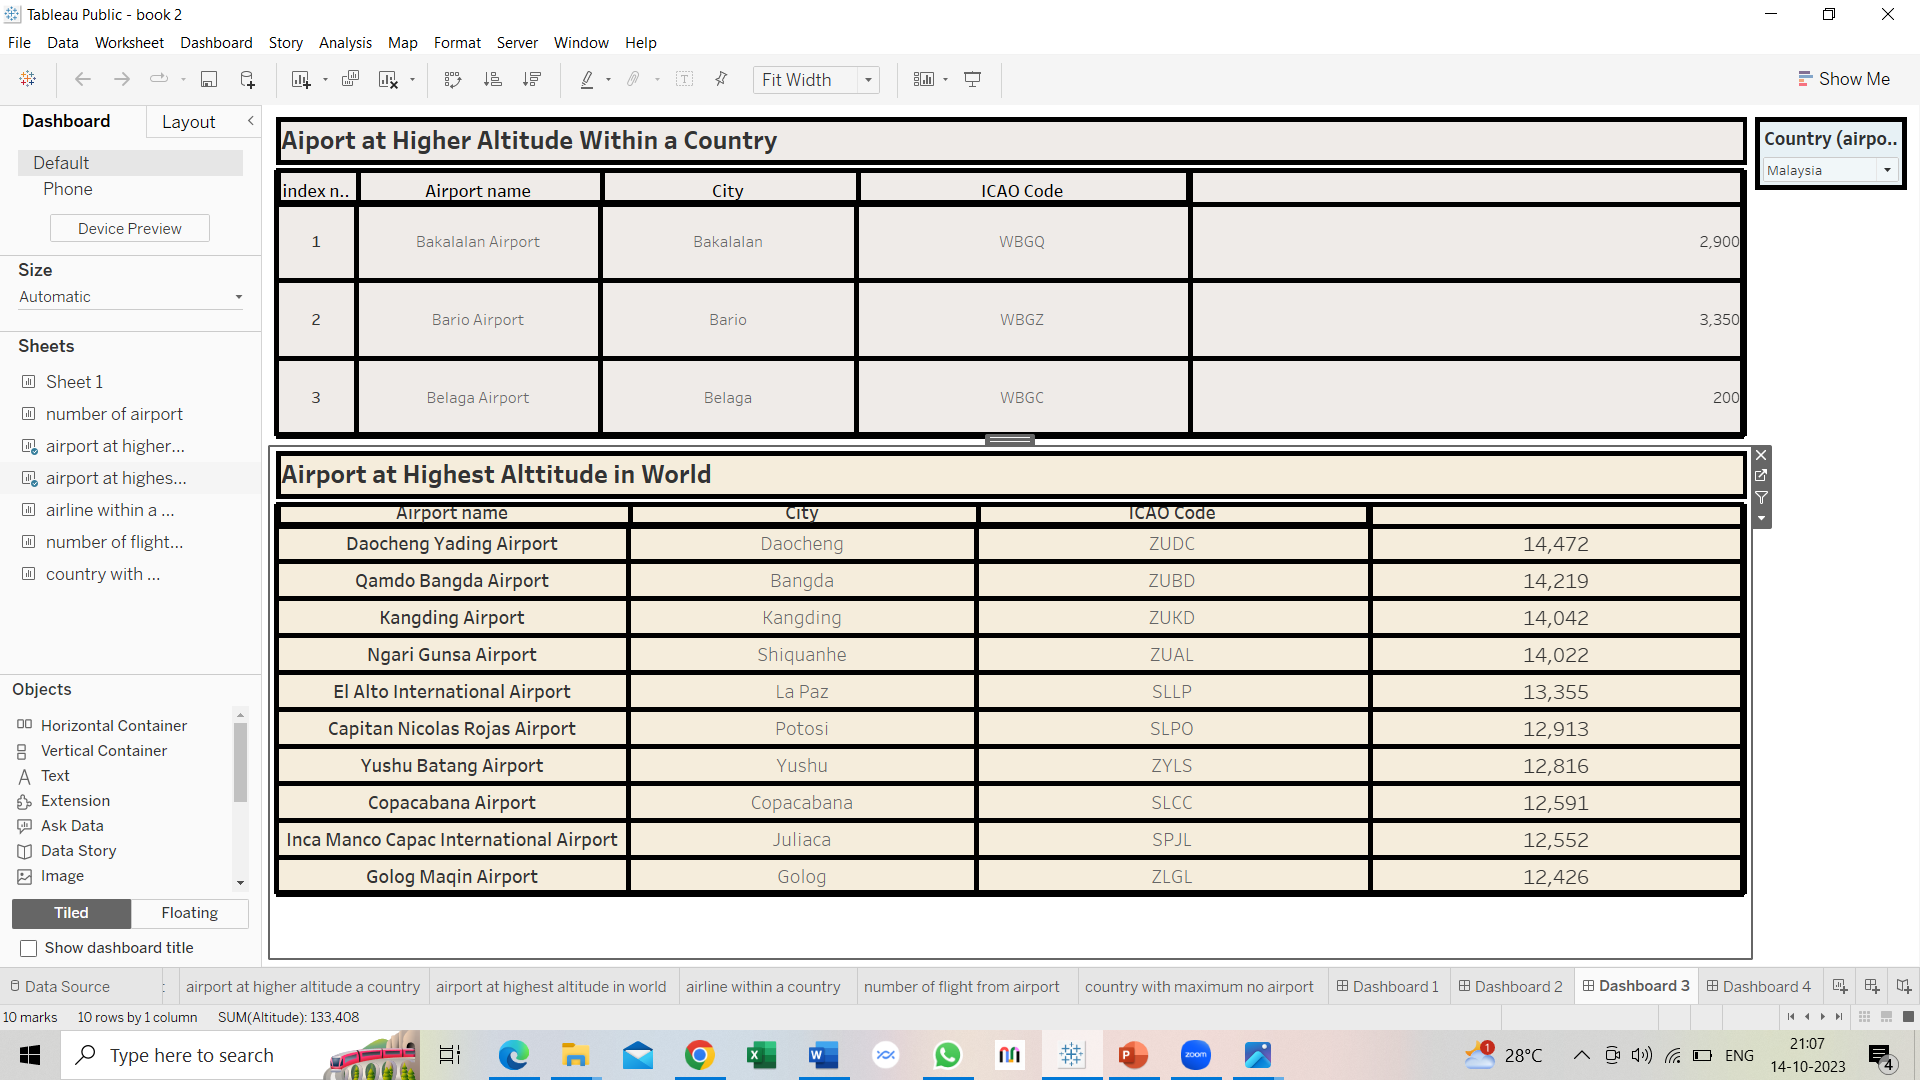 Tableau Public - book 2
File Data Worksheet Dashboard Story Analysis Map Format Server Window Help
Fit Width
Show Me
Dashboard Layout
Default
Phone
Device Preview
Size
Automatic
Sheets
Sheet 1
number of airport
airport at higher...
airport at highes...
airline within a ...
number of flight...
country with ...
Objects
Horizontal Container
Vertical Container
Text
Extension
Ask Data
Data Story
Image
Tiled Floating
Show dashboard title
Aiport at Higher Altitude Within a Country
index n.. Airport name City ICAO Code
1 Bakalalan Airport Bakalalan WBGQ 2,900
2 Bario Airport Bario WBGZ 3,350
3 Belaga Airport Belaga WBGC 200
Country (airpo..
Malaysia
Airport at Highest Alttitude in World
Airport name City ICAO Code
Daocheng Yading Airport Daocheng ZUDC 14,472
Qamdo Bangda Airport Bangda ZUBD 14,219
Kangding Airport Kangding ZUKD 14,042
Ngari Gunsa Airport Shiquanhe ZUAL 14,022
El Alto International Airport La Paz SLLP 13,355
Capitan Nicolas Rojas Airport Potosi SLPO 12,913
Yushu Batang Airport Yushu ZYLS 12,816
Copacabana Airport Copacabana SLCC 12,591
Inca Manco Capac International Airport Juliaca SPJL 12,552
Golog Maqin Airport Golog ZLGL 12,426
Data Source airport at higher altitude a country airport at highest altitude in world airline within a country number of flight from airport country with maximum no airport Dashboard 1 Dashboard 2 Dashboard 3 Dashboard 4
10 marks 10 rows by 1 column SUM(Altitude): 133,408
Type here to search
zoom
1
28°C
ENG
21:07
14-10-2023
4